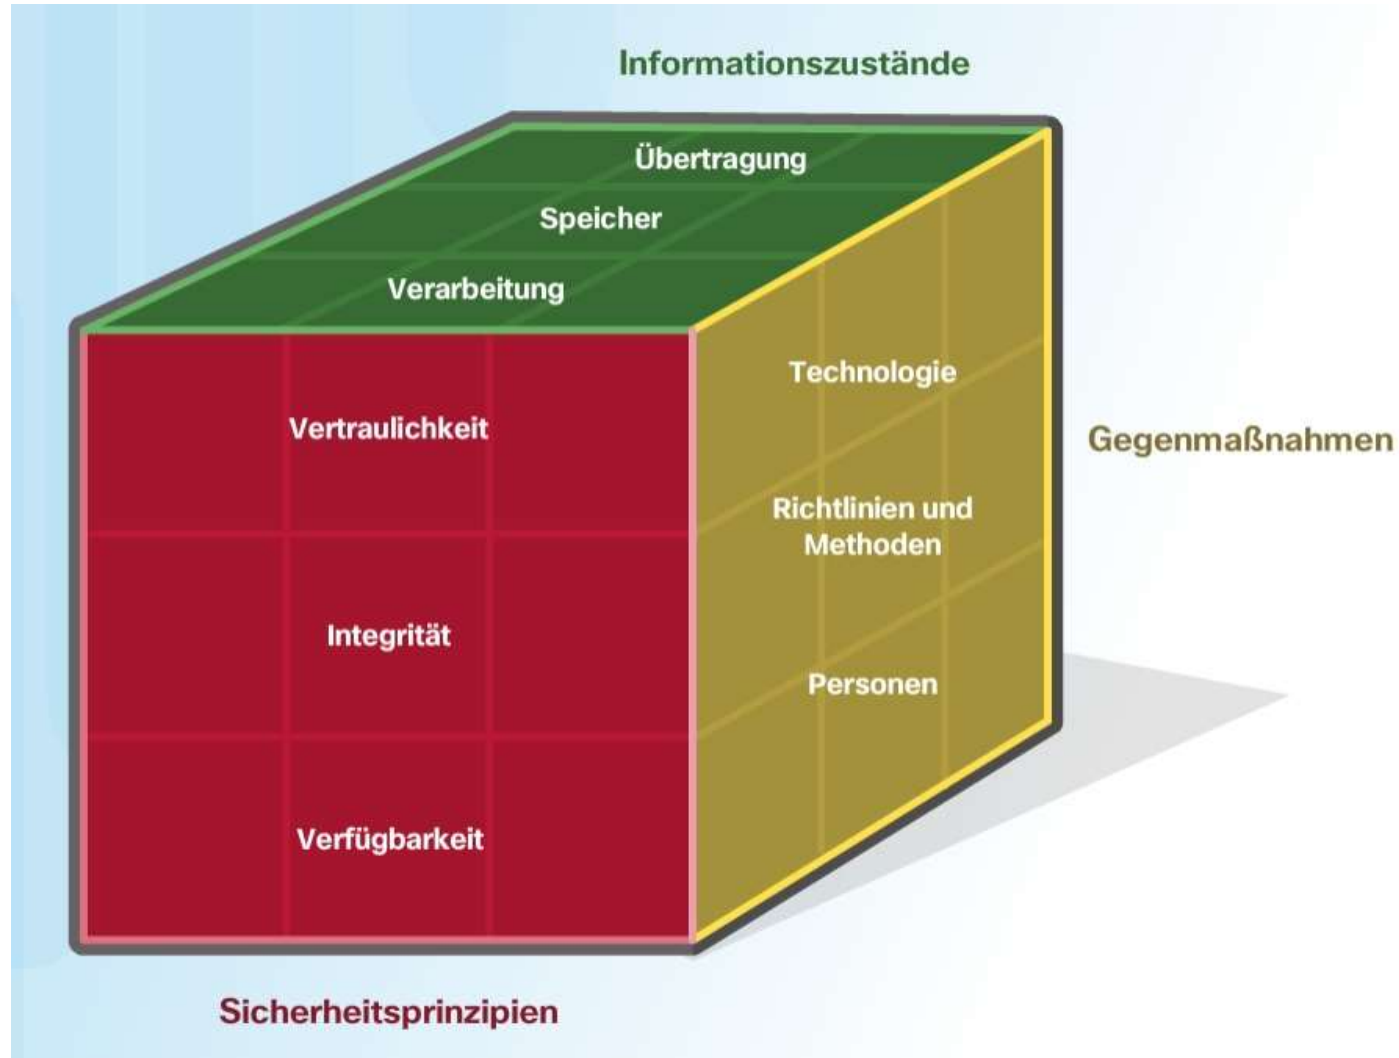 Informationszustände
Übertragung
Speicher
Verarbeitung
Vertraulichkeit
Integrität
Verfügbarkeit
Technologie
Richtlinien und
Methoden
Personen
Gegenmaßnahmen
Sicherheitsprinzipien